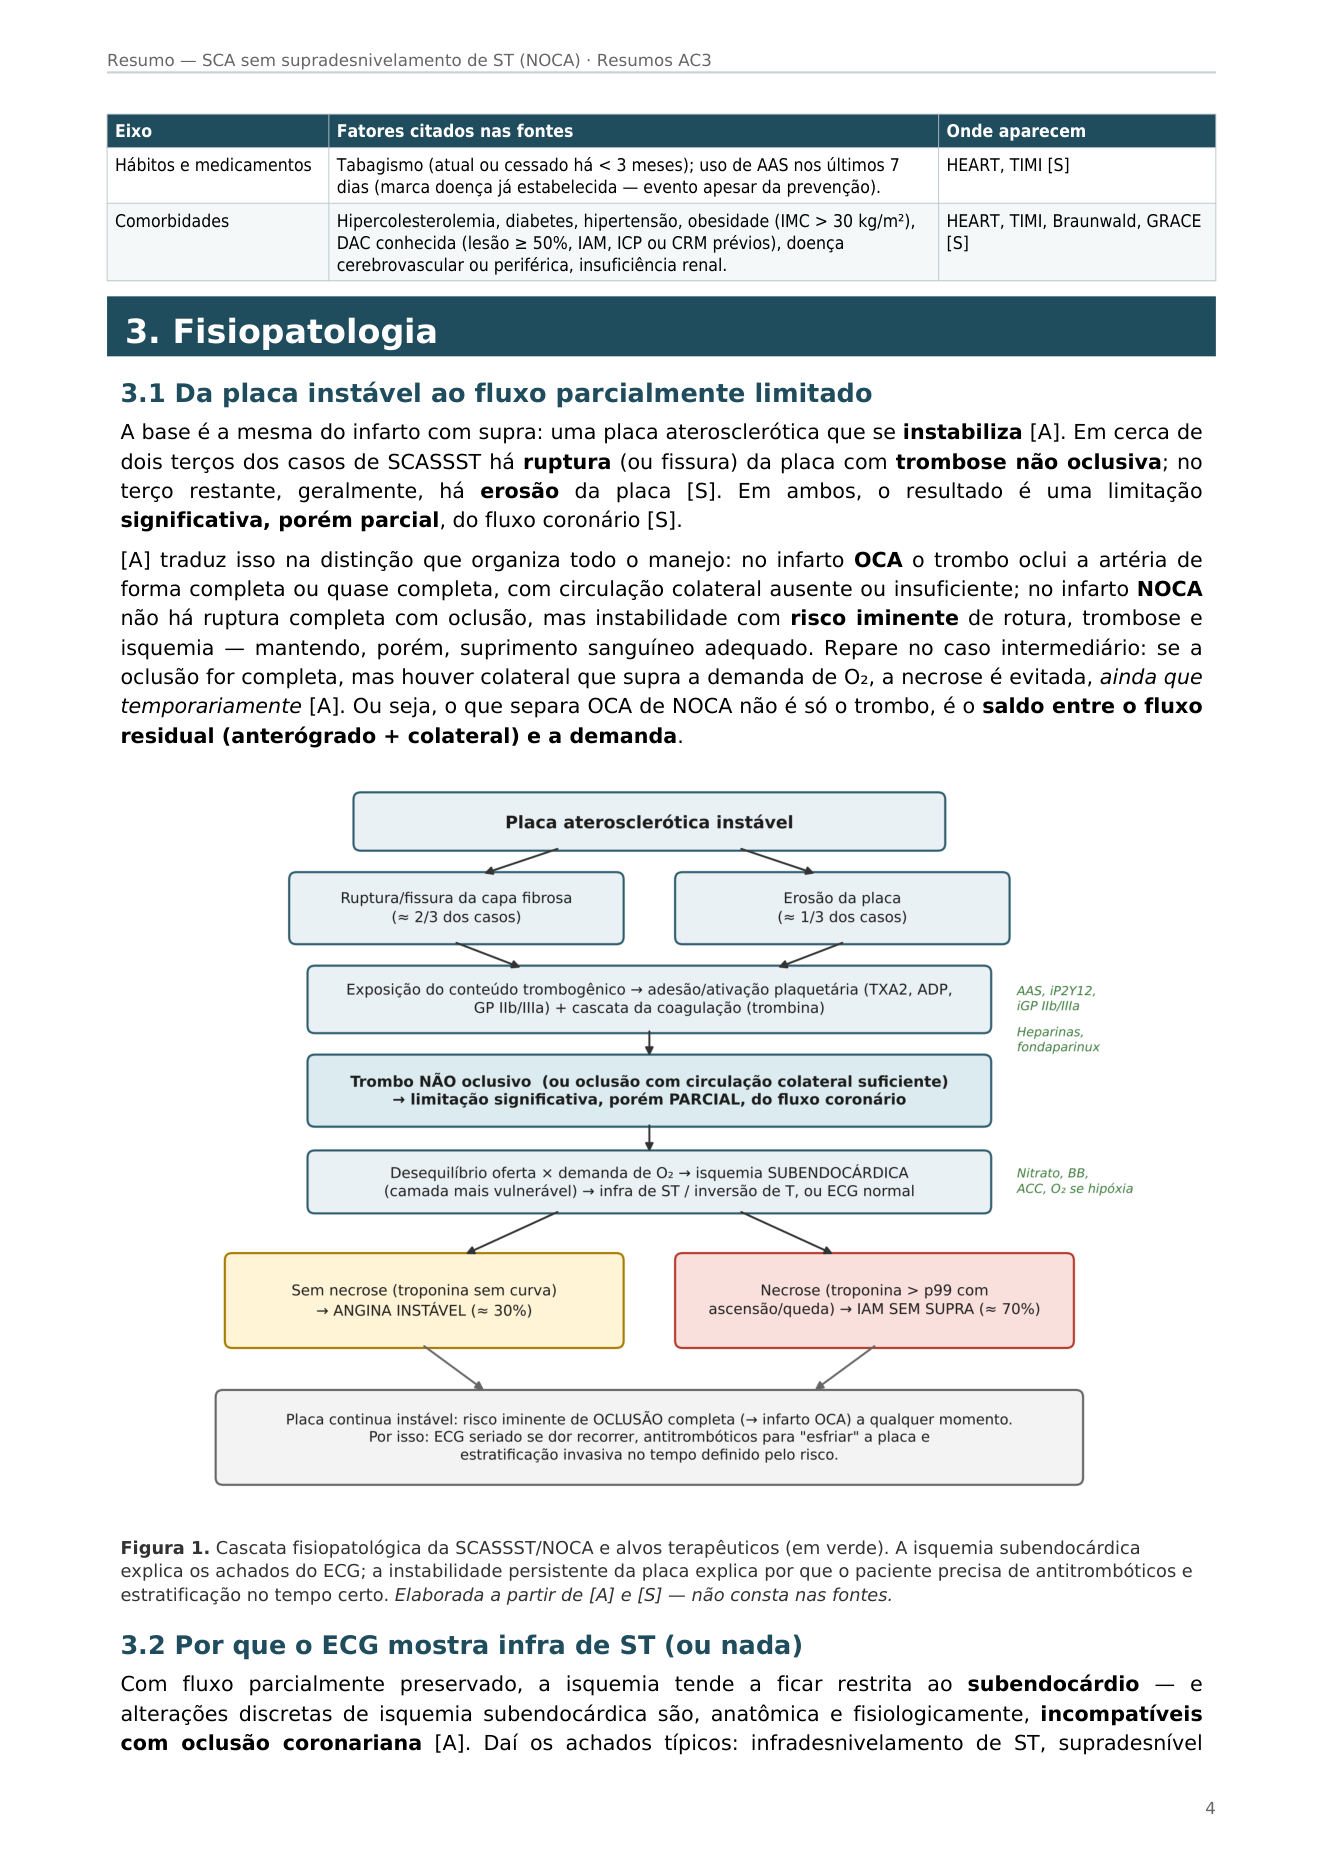 Resumo — SCA sem supradesnivelamento de ST (NOCA) · Resumos AC3
Eixo
Fatores citados nas fontes
Onde aparecem
Hábitos e medicamentos
Tabagismo (atual ou cessado há < 3 meses); uso de AAS nos últimos 7
dias (marca doença já estabelecida — evento apesar da prevenção).
HEART, TIMI [S]
Comorbidades
Hipercolesterolemia, diabetes, hipertensão, obesidade (IMC > 30 kg/m²),
DAC conhecida (lesão ≥ 50%, IAM, ICP ou CRM prévios), doença
cerebrovascular ou periférica, insuficiência renal.
HEART, TIMI, Braunwald, GRACE
[S]
3. Fisiopatologia
3.1 Da placa instável ao fluxo parcialmente limitado
A base é a mesma do infarto com supra: uma placa aterosclerótica que se instabiliza [A]. Em cerca de
dois terços dos casos de SCASSST há ruptura (ou fissura) da placa com trombose não oclusiva; no
terço restante, geralmente, há erosão da placa [S]. Em ambos, o resultado é uma limitação
significativa, porém parcial, do fluxo coronário [S].
[A] traduz isso na distinção que organiza todo o manejo: no infarto OCA o trombo oclui a artéria de
forma completa ou quase completa, com circulação colateral ausente ou insuficiente; no infarto NOCA
não há ruptura completa com oclusão, mas instabilidade com risco iminente de rotura, trombose e
isquemia — mantendo, porém, suprimento sanguíneo adequado. Repare no caso intermediário: se a
oclusão for completa, mas houver colateral que supra a demanda de O₂, a necrose é evitada, ainda que
temporariamente [A]. Ou seja, o que separa OCA de NOCA não é só o trombo, é o saldo entre o fluxo
residual (anterógrado + colateral) e a demanda.
Placa aterosclerótica instável
Ruptura/fissura da capa fibrosa
(≈ 2/3 dos casos)
Erosão da placa
(≈ 1/3 dos casos)
Exposição do conteúdo trombogênico → adesão/ativação plaquetária (TXA2, ADP,
GP IIb/IIIa) + cascata da coagulação (trombina)
AAS, iP2Y12,
iGP IIb/IIIa
Heparinas,
fondaparinux
Trombo NÃO oclusivo (ou oclusão com circulação colateral suficiente)
→ limitação significativa, porém PARCIAL, do fluxo coronário
Desequilíbrio oferta × demanda de O₂ → isquemia SUBENDOCÁRDICA
(camada mais vulnerável) → infra de ST / inversão de T, ou ECG normal
Nitrato, BB,
ACC, O₂ se hipóxia
Sem necrose (troponina sem curva)
→ ANGINA INSTÁVEL (≈ 30%)
Necrose (troponina > p99 com
ascensão/queda) → IAM SEM SUPRA (≈ 70%)
Placa continua instável: risco iminente de OCLUSÃO completa (→ infarto OCA) a qualquer momento.
Por isso: ECG seriado se dor recorrer, antitrombóticos para "esfriar" a placa e
estratificação invasiva no tempo definido pelo risco.
Figura 1. Cascata fisiopatológica da SCASSST/NOCA e alvos terapêuticos (em verde). A isquemia subendocárdica
explica os achados do ECG; a instabilidade persistente da placa explica por que o paciente precisa de antitrombóticos e
estratificação no tempo certo. Elaborada a partir de [A] e [S] — não consta nas fontes.
3.2 Por que o ECG mostra infra de ST (ou nada)
Com fluxo parcialmente preservado, a isquemia tende a ficar restrita ao subendocárdio — e
alterações discretas de isquemia subendocárdica são, anatômica e fisiologicamente, incompatíveis
com oclusão coronariana [A]. Daí os achados típicos: infradesnivelamento de ST, supradesnível
4